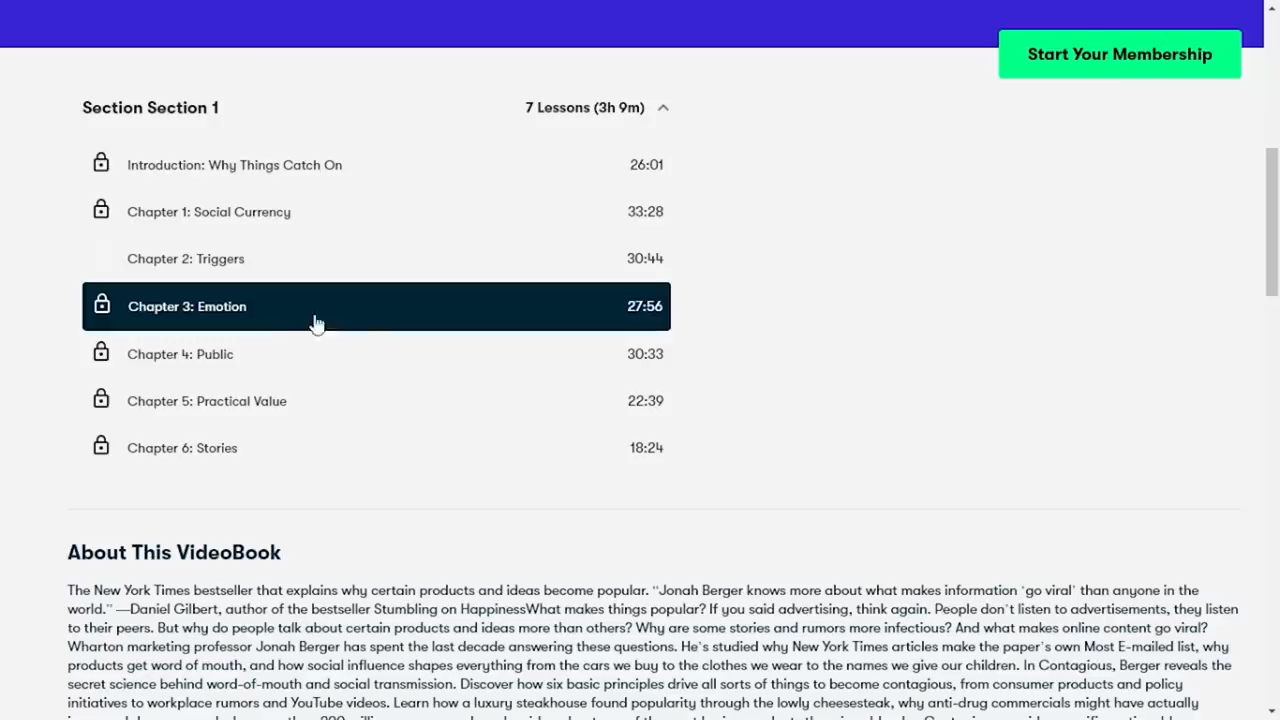 Start Your Membership
Section Section 1
7 Lessons (3h 9m)
Introduction: Why Things Catch On 26:01
Chapter 1: Social Currency 33:28
Chapter 2: Triggers 30:44
Chapter 3: Emotion 27:56
Chapter 4: Public 30:33
Chapter 5: Practical Value 22:39
Chapter 6: Stories 18:24
About This VideoBook
The New York Times bestseller that explains why certain products and ideas become popular. “Jonah Berger knows more about what makes information ‘go viral’ than anyone in the
world.” —Daniel Gilbert, author of the bestseller Stumbling on HappinessWhat makes things popular? If you said advertising, think again. People don’t listen to advertisements, they listen
to their peers. But why do people talk about certain products and ideas more than others? Why are some stories and rumors more infectious? And what makes online content go viral?
Wharton marketing professor Jonah Berger has spent the last decade answering these questions. He’s studied why New York Times articles make the paper’s own Most E-mailed list, why
products get word of mouth, and how social influence shapes everything from the cars we buy to the clothes we wear to the names we give our children. In Contagious, Berger reveals the
secret science behind word-of-mouth and social transmission. Discover how six basic principles drive all sorts of things to become contagious, from consumer products and policy
initiatives to workplace rumors and YouTube videos. Learn how a luxury steakhouse found popularity through the lowly cheesesteak, why anti-drug commercials might have actually